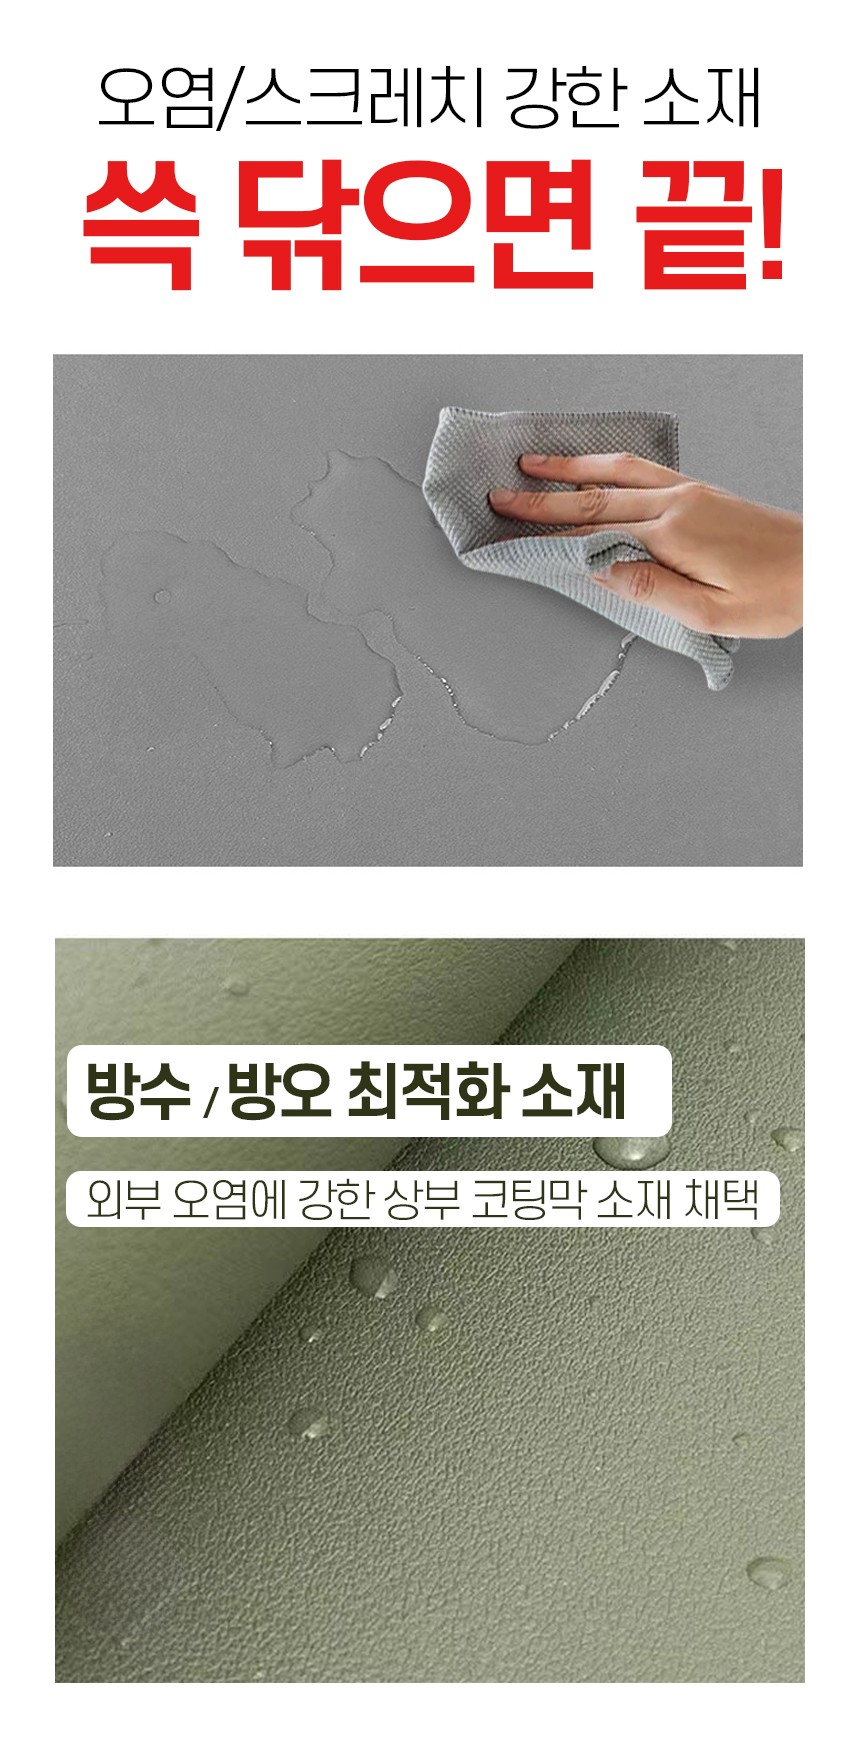 오염/스크레치 강한 소재
쓱 닦으면 끝!
방수 / 방오 최적화 소재
외부 오염에 강한 상부 코팅막 소재 채택